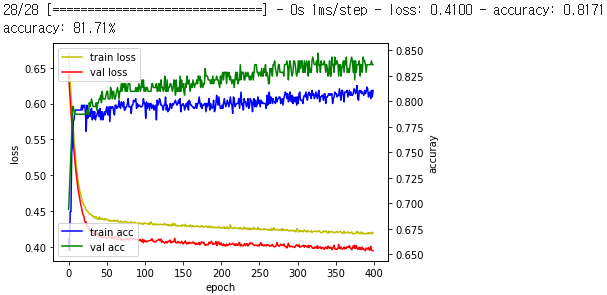 28/28 [==============================] - 0s 1ms/step - loss: 0.4100 - accuracy: 0.8171
accuracy: 81.71%
train loss
val loss
train acc
val acc
0.65
0.60
0.55
0.50
0.45
0.40
loss
0.850
0.825
0.800
0.775
0.750
0.725
0.700
0.675
0.650
accuray
0 50 100 150 200 250 300 350 400
epoch